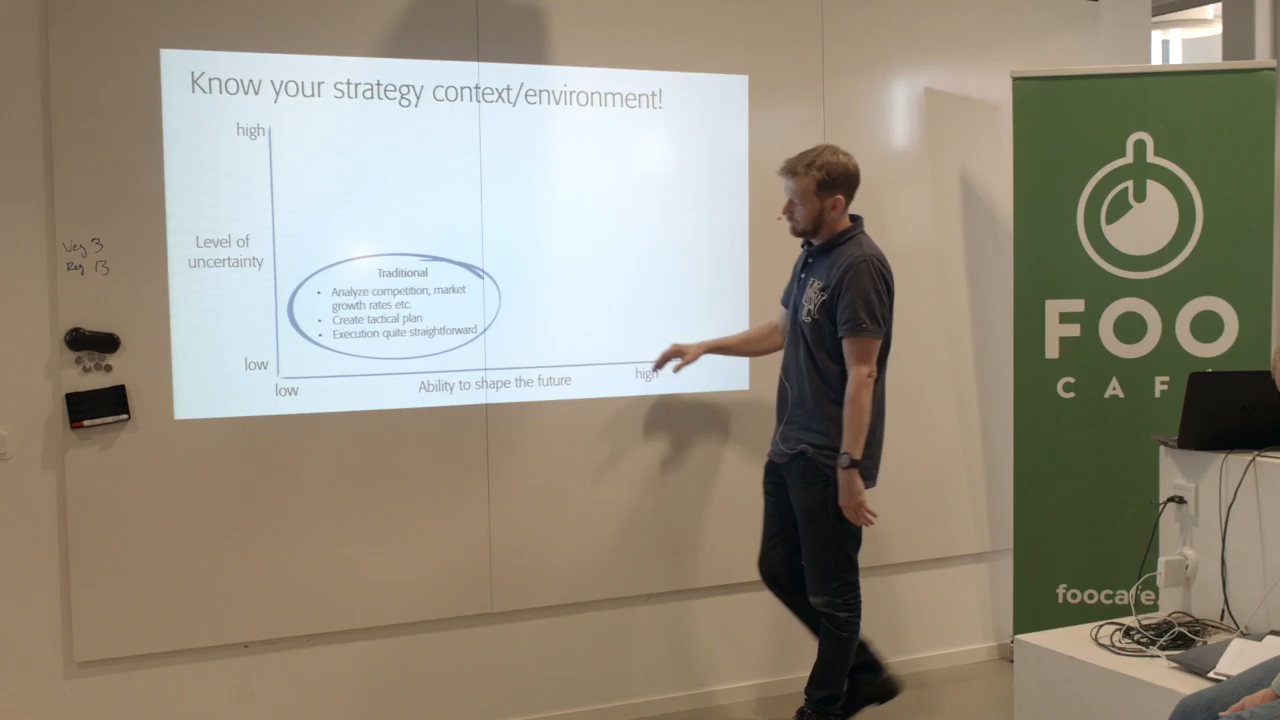 Know your strategy context/environment!
high
Level of
uncertainty
Traditional
• Analyze competition, market
growth rates etc.
• Create tactical plan
• Execution quite straightforward
low
low
Ability to shape the future
high
Veg 3
Reg 13
FOO
CAF
foocafe.